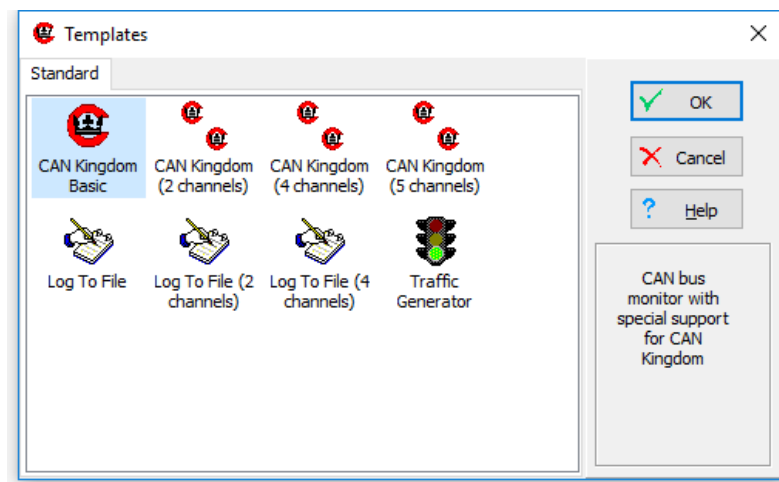 Templates
Standard
CAN Kingdom
Basic
CAN Kingdom
(2 channels)
CAN Kingdom
(4 channels)
CAN Kingdom
(5 channels)
Log To File
Log To File (2
channels)
Log To File (4
channels)
Traffic
Generator
OK
Cancel
Help
CAN bus
monitor with
special support
for CAN
Kingdom